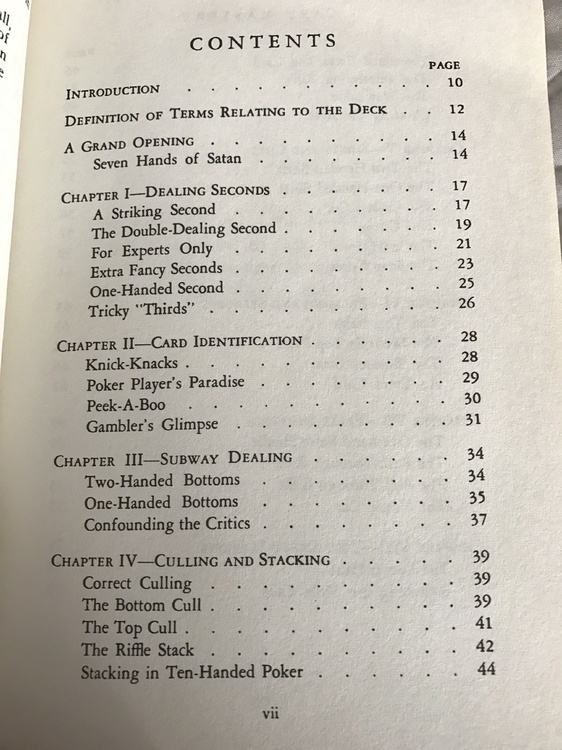 CONTENTS
PAGE
INTRODUCTION . . . . . . . . . . 10
DEFINITION OF TERMS RELATING TO THE DECK . . 12
A GRAND OPENING . . . . . . . . . 14
Seven Hands of Satan . . . . . . . 14
CHAPTER I—DEALING SECONDS . . . . . . 17
A Striking Second . . . . . . . . 17
The Double-Dealing Second . . . . . . 19
For Experts Only . . . . . . . . 21
Extra Fancy Seconds . . . . . . . 23
One-Handed Second . . . . . . . 25
Tricky "Thirds" . . . . . . . . 26
CHAPTER II—CARD IDENTIFICATION . . . . . 28
Knick-Knacks . . . . . . . . . 28
Poker Player's Paradise . . . . . . 29
Peek-A-Boo . . . . . . . . 30
Gambler's Glimpse . . . . . . . 31
CHAPTER III—SUBWAY DEALING . . . . . 34
Two-Handed Bottoms . . . . . . 34
One-Handed Bottoms . . . . . . 35
Confounding the Critics . . . . . . 37
CHAPTER IV—CULLING AND STACKING . . . . . 39
Correct Culling . . . . . . . . 39
The Bottom Cull . . . . . . . . 39
The Top Cull . . . . . . . . . 41
The Riffle Stack . . . . . . . . 42
Stacking in Ten-Handed Poker . . . . 44
vii